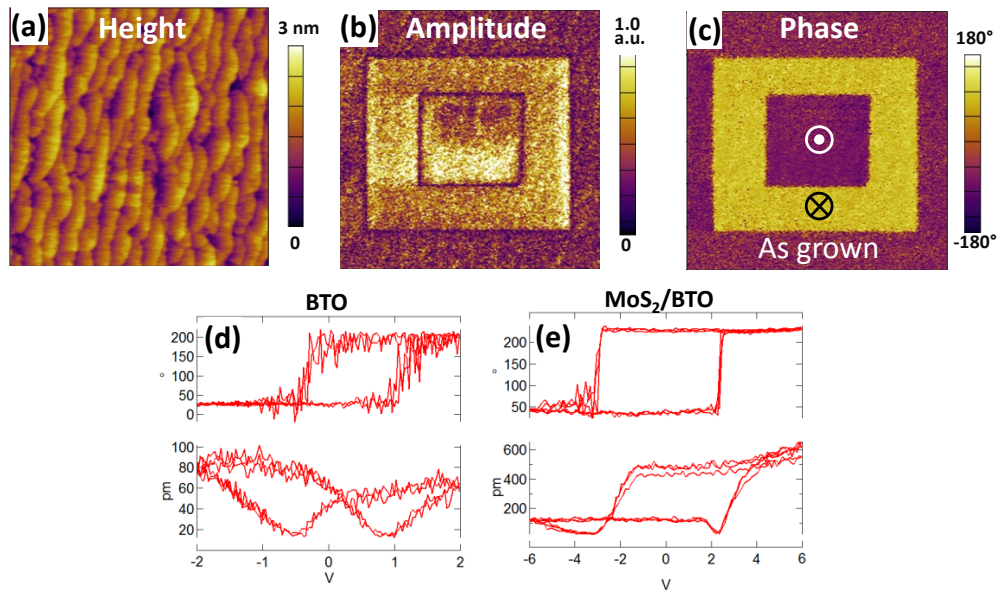 (a) Height
3 nm
0
(b) Amplitude
1.0
a.u.
0
(c) Phase
180°
-180°
As grown
BTO
(d)
200
150
100
50
0
°
100
80
60
40
20
pm
-2 -1 0 1 2
V
MoS₂/BTO
(e)
200
150
100
50
°
600
400
200
pm
-6 -4 -2 0 2 4 6
V